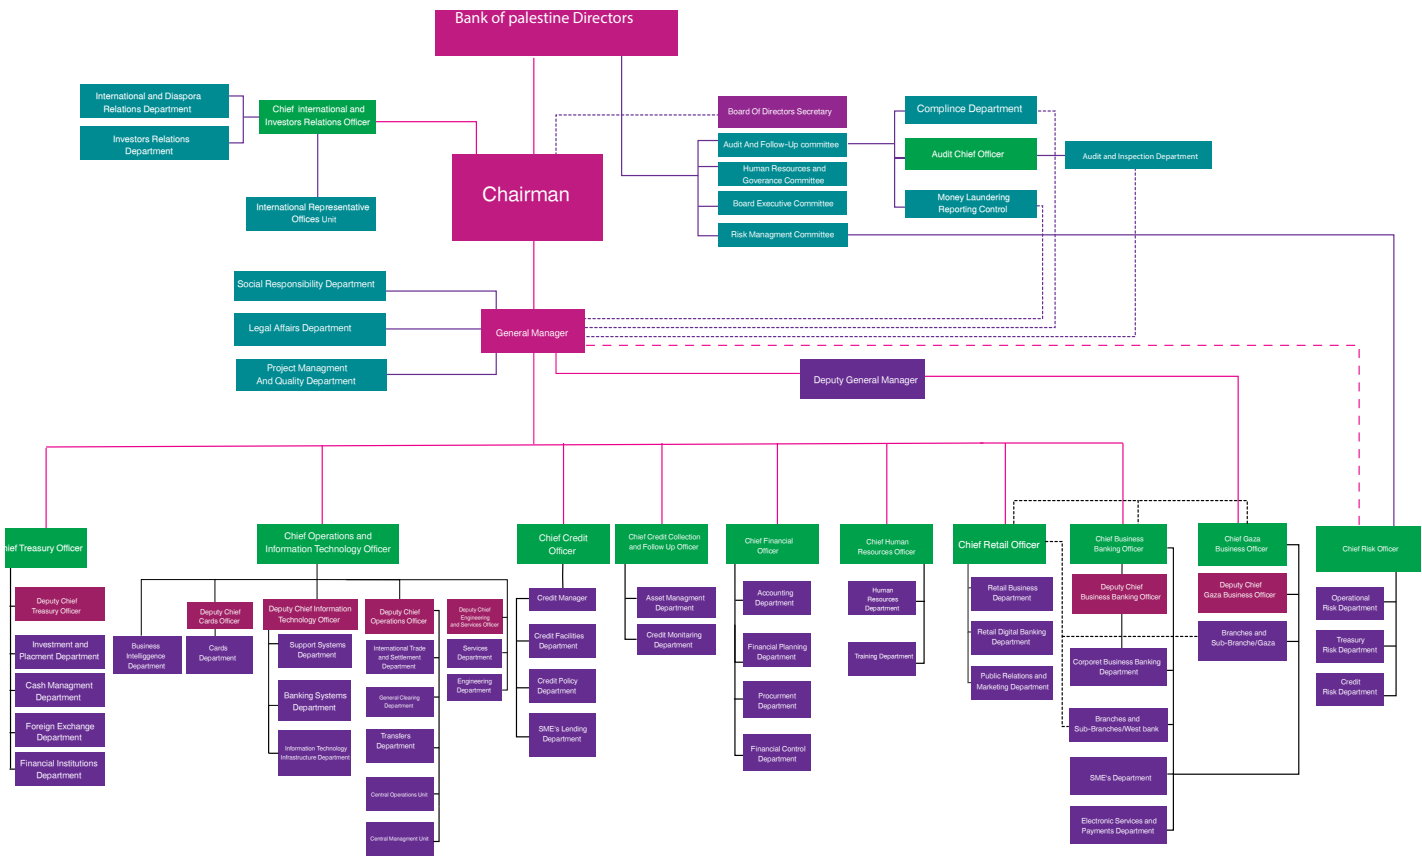 Bank of palestine Directors
International and Diaspora
Relations Department
Investors Relations
Department
Chief international and
Investors Relations Officer
International Representative
Offices Unit
Chairman
Board Of Directors Secretary
Audit And Follow-Up committee
Human Resources and
Goverance Committee
Board Executive Committee
Risk Managment Committee
Complince Department
Audit Chief Officer
Money Laundering
Reporting Control
Audit and Inspection Department
Social Responsibility Department
Legal Affairs Department
Project Managment
And Quality Department
General Manager
Deputy General Manager
hief Treasury Officer
Deputy Chief
Treasury Officer
Investment and
Placment Department
Cash Managment
Department
Foreign Exchange
Department
Financial Institutions
Department
Chief Operations and
Information Technology Officer
Business
Intelliggence
Department
Deputy Chief
Cards Officer
Cards
Department
Deputy Chief Information
Technology Officer
Support Systems
Department
Banking Systems
Department
Information Technology
Infrastructure Department
Deputy Chief
Operations Officer
International Trade
and Settlement
Department
General Clearing
Department
Transfers
Department
Central Operations Unit
Central Managment Unit
Deputy Chief
Engineering
and Services Officer
Services
Department
Engineering
Department
Chief Credit
Officer
Credit Manager
Credit Facilities
Department
Credit Policy
Department
SME's Lending
Department
Chief Credit Collection
and Follow Up Officer
Asset Managment
Department
Credit Monitaring
Department
Chief Financial
Officer
Accounting
Department
Financial Planning
Department
Procurment
Department
Financial Control
Department
Chief Human
Resources Officer
Human
Resources
Department
Training Department
Chief Retail Officer
Retail Business
Department
Retail Digital Banking
Department
Public Relations and
Marketing Department
Chief Business
Banking Officer
Deputy Chief
Business Banking Officer
Corporet Business Banking
Department
Branches and
Sub-Branches/West bank
SME's Department
Electronic Services and
Payments Department
Chief Gaza
Business Officer
Deputy Chief
Gaza Business Officer
Branches and
Sub-Branche/Gaza
Chief Risk Officer
Operational
Risk Department
Treasury
Risk Department
Credit
Risk Department